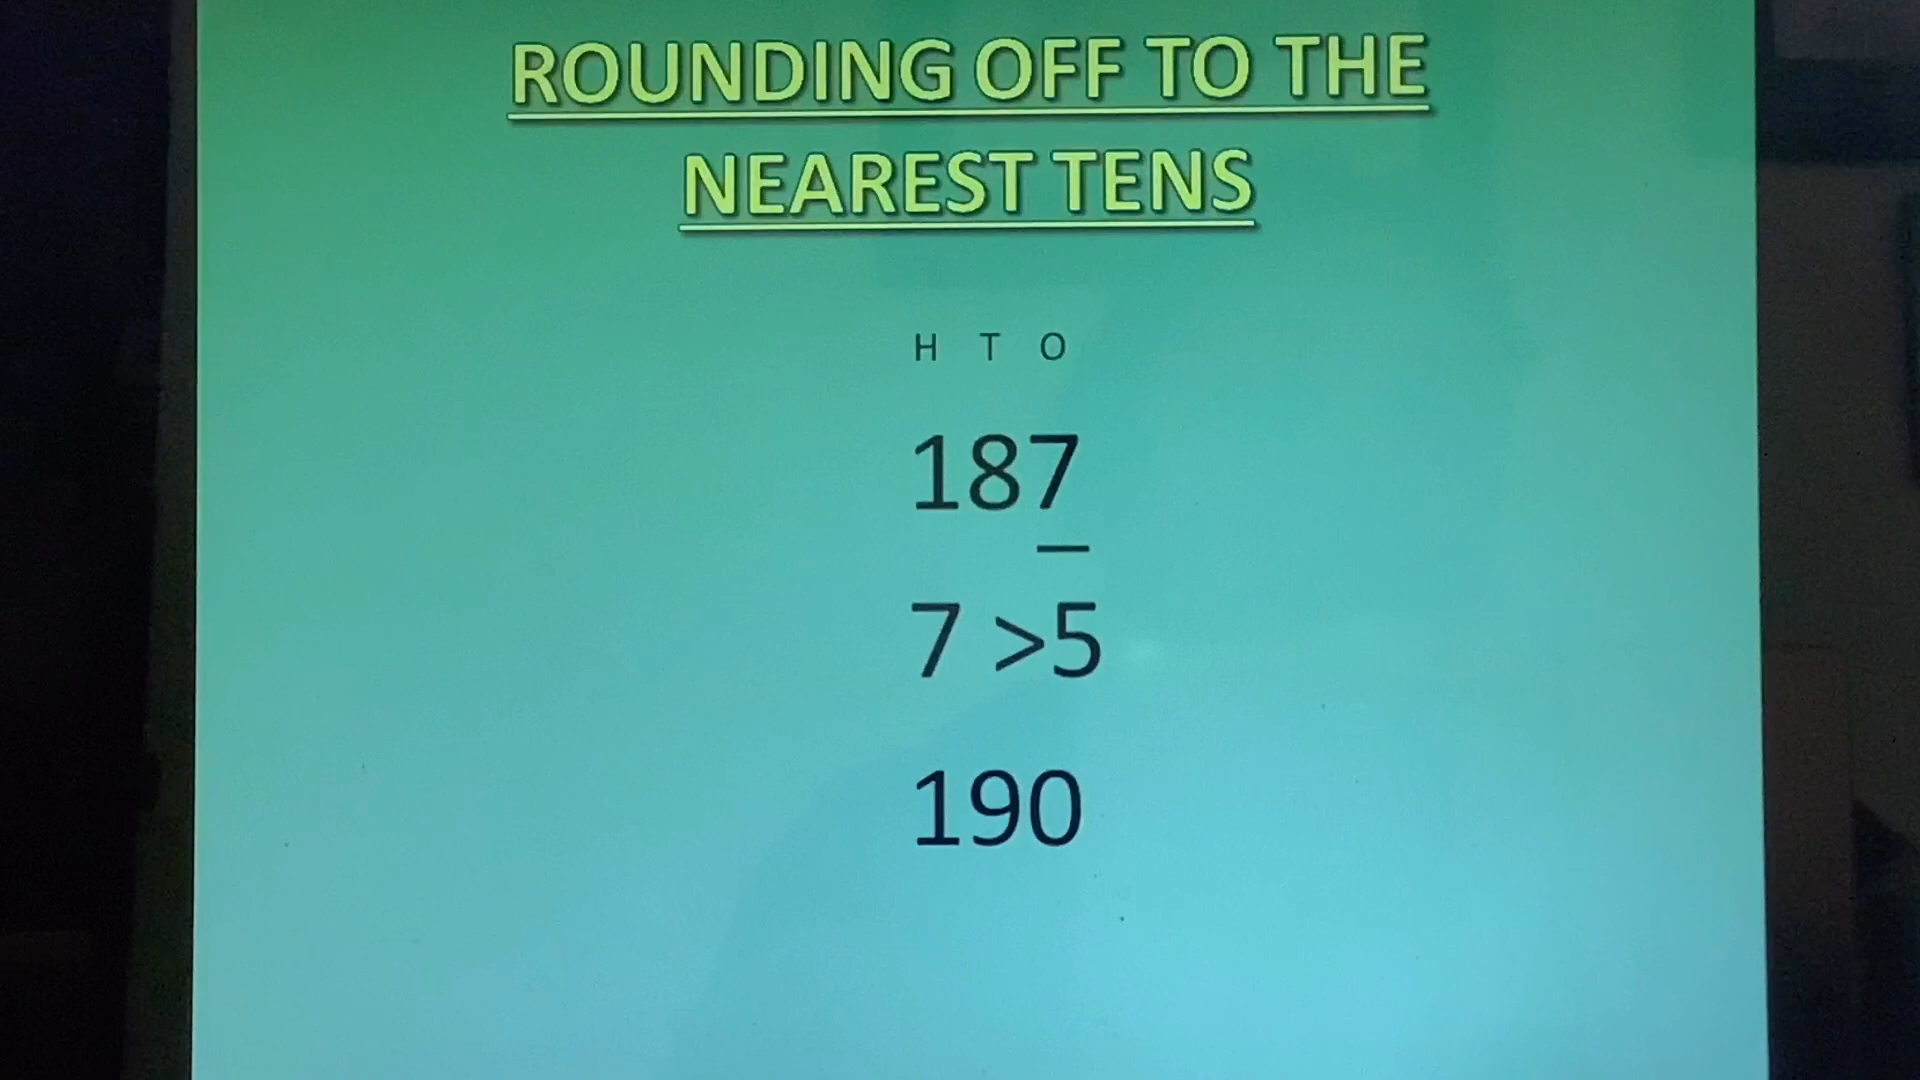 ROUNDING OFF TO THE
NEAREST TENS
H T O
187
7 >5
190